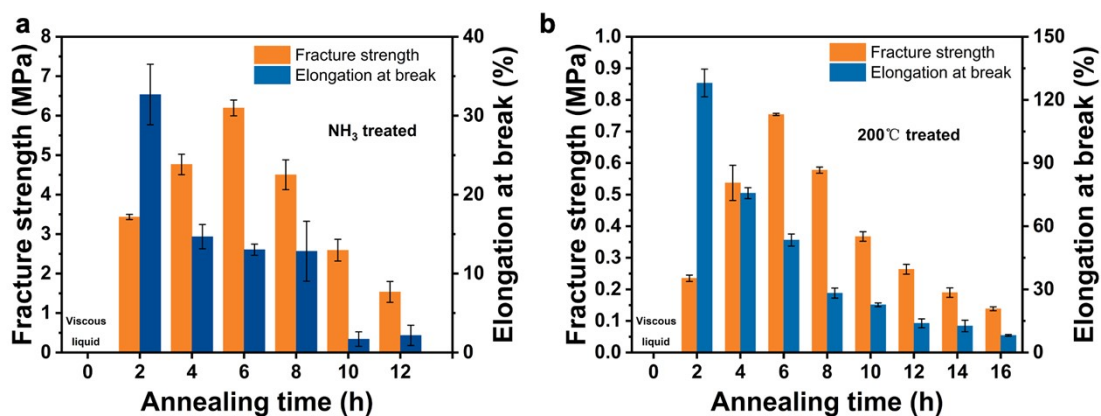 a
Fracture strength (MPa)
8
7
6
5
4
3
2
1
0
Fracture strength
Elongation at break
NH₃ treated
Viscous
liquid
40
30
20
10
0
Elongation at break (%)
0 2 4 6 8 10 12
Annealing time (h)
b
Fracture strength (MPa)
1.0
0.9
0.8
0.7
0.6
0.5
0.4
0.3
0.2
0.1
0.0
Fracture strength
Elongation at break
200℃ treated
Viscous
liquid
150
120
90
60
30
0
Elongation at break (%)
0 2 4 6 8 10 12 14 16
Annealing time (h)